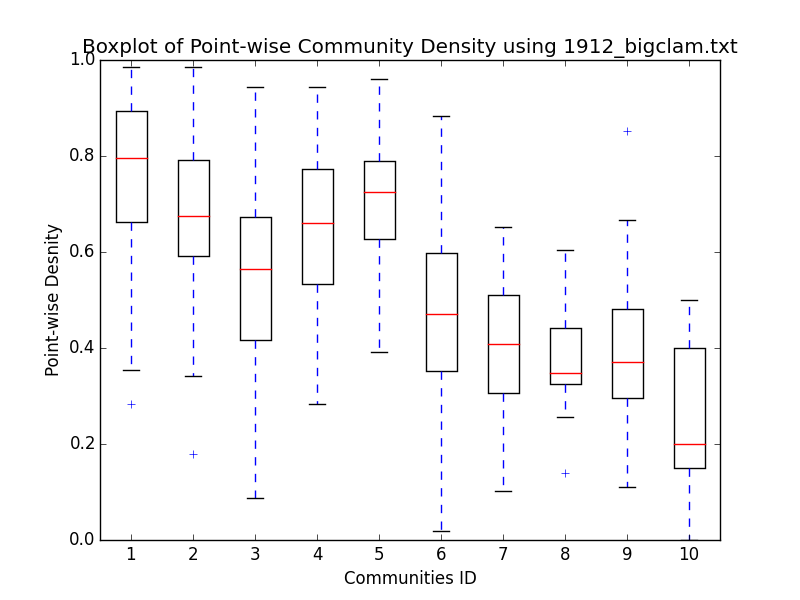 Boxplot of Point-wise Community Density using 1912_bigclam.txt
1.0
0.8
0.6
0.4
0.2
0.0
Point-wise Desnity
1 2 3 4 5 6 7 8 9 10
Communities ID